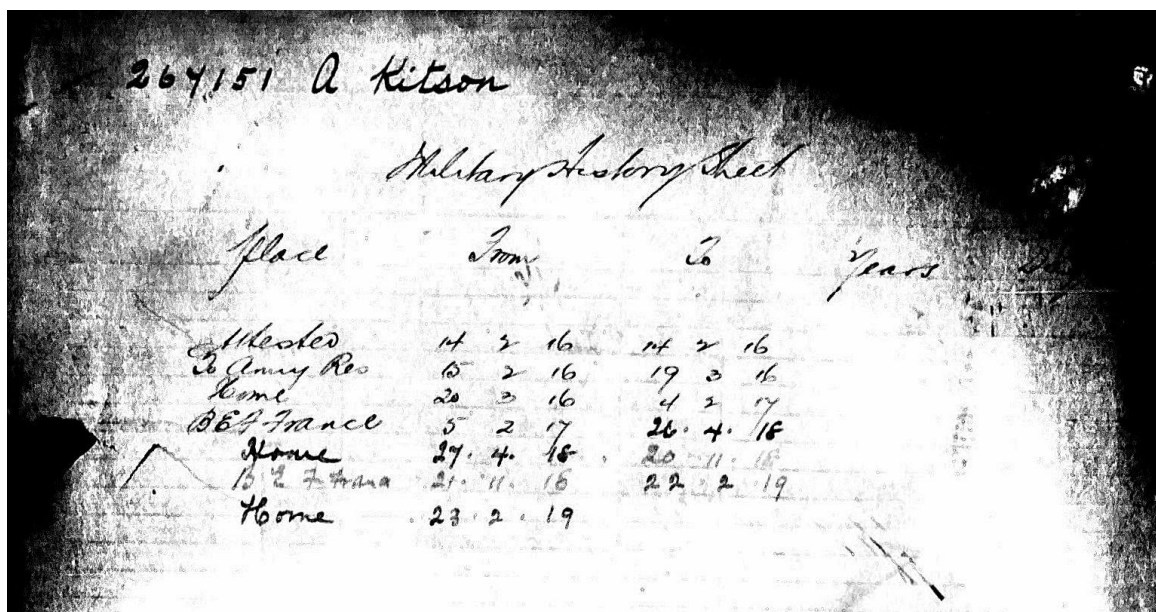 267151 A Kitson
Military History Sheet
Place From To Years
Attested 14 2 16 14 2 16
To Army Res 15 2 16 19 3 16
Home 20 3 16 4 2 17
BEF France 5 2 17 26. 4. 18
Home 27. 4. 18 20 11 18
B E F Frana 21. 11. 18 22 2 19
Home 23. 2. 19